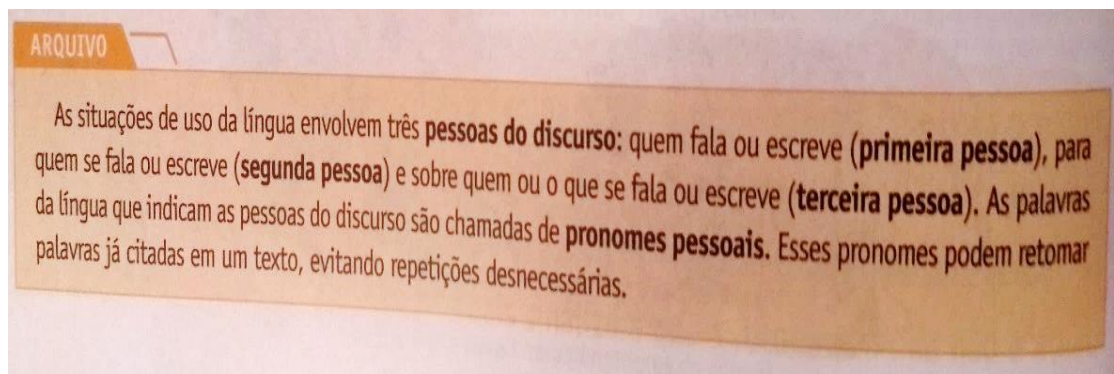 ARQUIVO
As situações de uso da língua envolvem três pessoas do discurso: quem fala ou escreve (primeira pessoa), para
quem se fala ou escreve (segunda pessoa) e sobre quem ou o que se fala ou escreve (terceira pessoa). As palavras
da língua que indicam as pessoas do discurso são chamadas de pronomes pessoais. Esses pronomes podem retomar
palavras já citadas em um texto, evitando repetições desnecessárias.